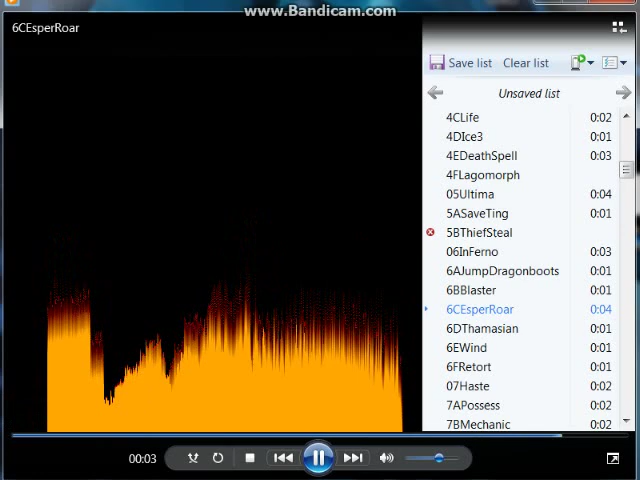 www.Bandicam.com
6CEsperRoar
Save list Clear list
Unsaved list
4CLife 0:02
4DIce3 0:01
4EDeathSpell 0:03
4FLagomorph
05Ultima 0:04
5ASaveTing 0:01
5BThiefSteal
06InFerno 0:03
6AJumpDragonboots 0:01
6BBlaster 0:01
6CEsperRoar 0:04
6DThamasian 0:01
6EWind 0:01
6FRetort 0:01
07Haste 0:02
7APossess 0:02
7BMechanic 0:02
00:03